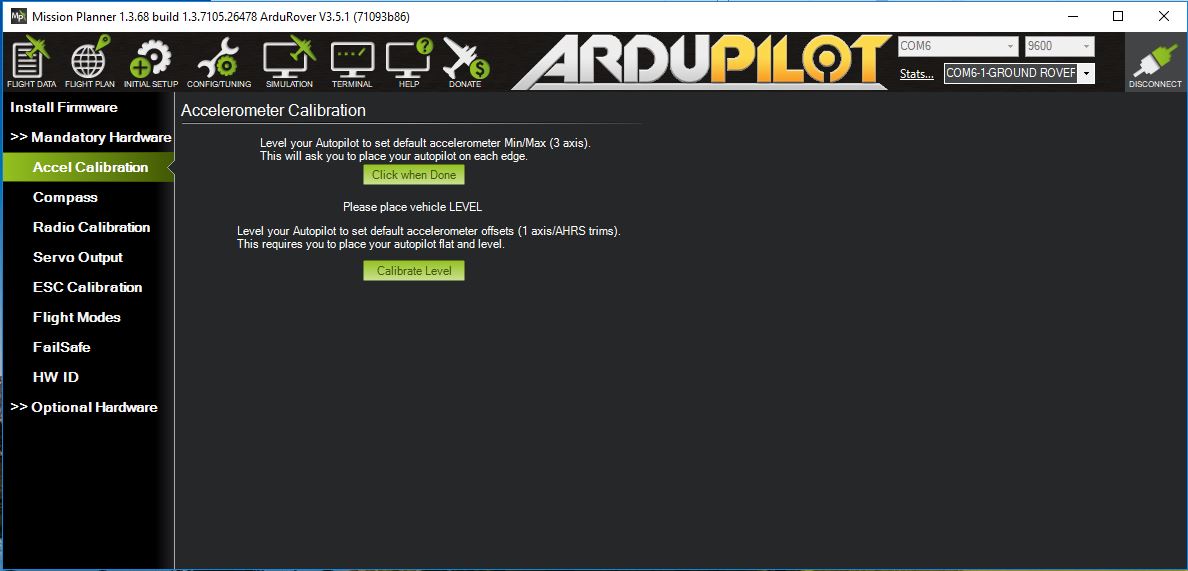 Mp Mission Planner 1.3.68 build 1.3.7105.26478 ArduRover V3.5.1 (71093b86)
FLIGHT DATA FLIGHT PLAN INITIAL SETUP CONFIG/TUNING SIMULATION TERMINAL HELP DONATE
ARDUPILOT
COM6 9600
Stats... COM6-1-GROUND ROVER
DISCONNECT
Install Firmware
>> Mandatory Hardware
Accel Calibration
Compass
Radio Calibration
Servo Output
ESC Calibration
Flight Modes
FailSafe
HW ID
>> Optional Hardware
Accelerometer Calibration
Level your Autopilot to set default accelerometer Min/Max (3 axis).
This will ask you to place your autopilot on each edge.
Click when Done
Please place vehicle LEVEL
Level your Autopilot to set default accelerometer offsets (1 axis/AHRS trims).
This requires you to place your autopilot flat and level.
Calibrate Level